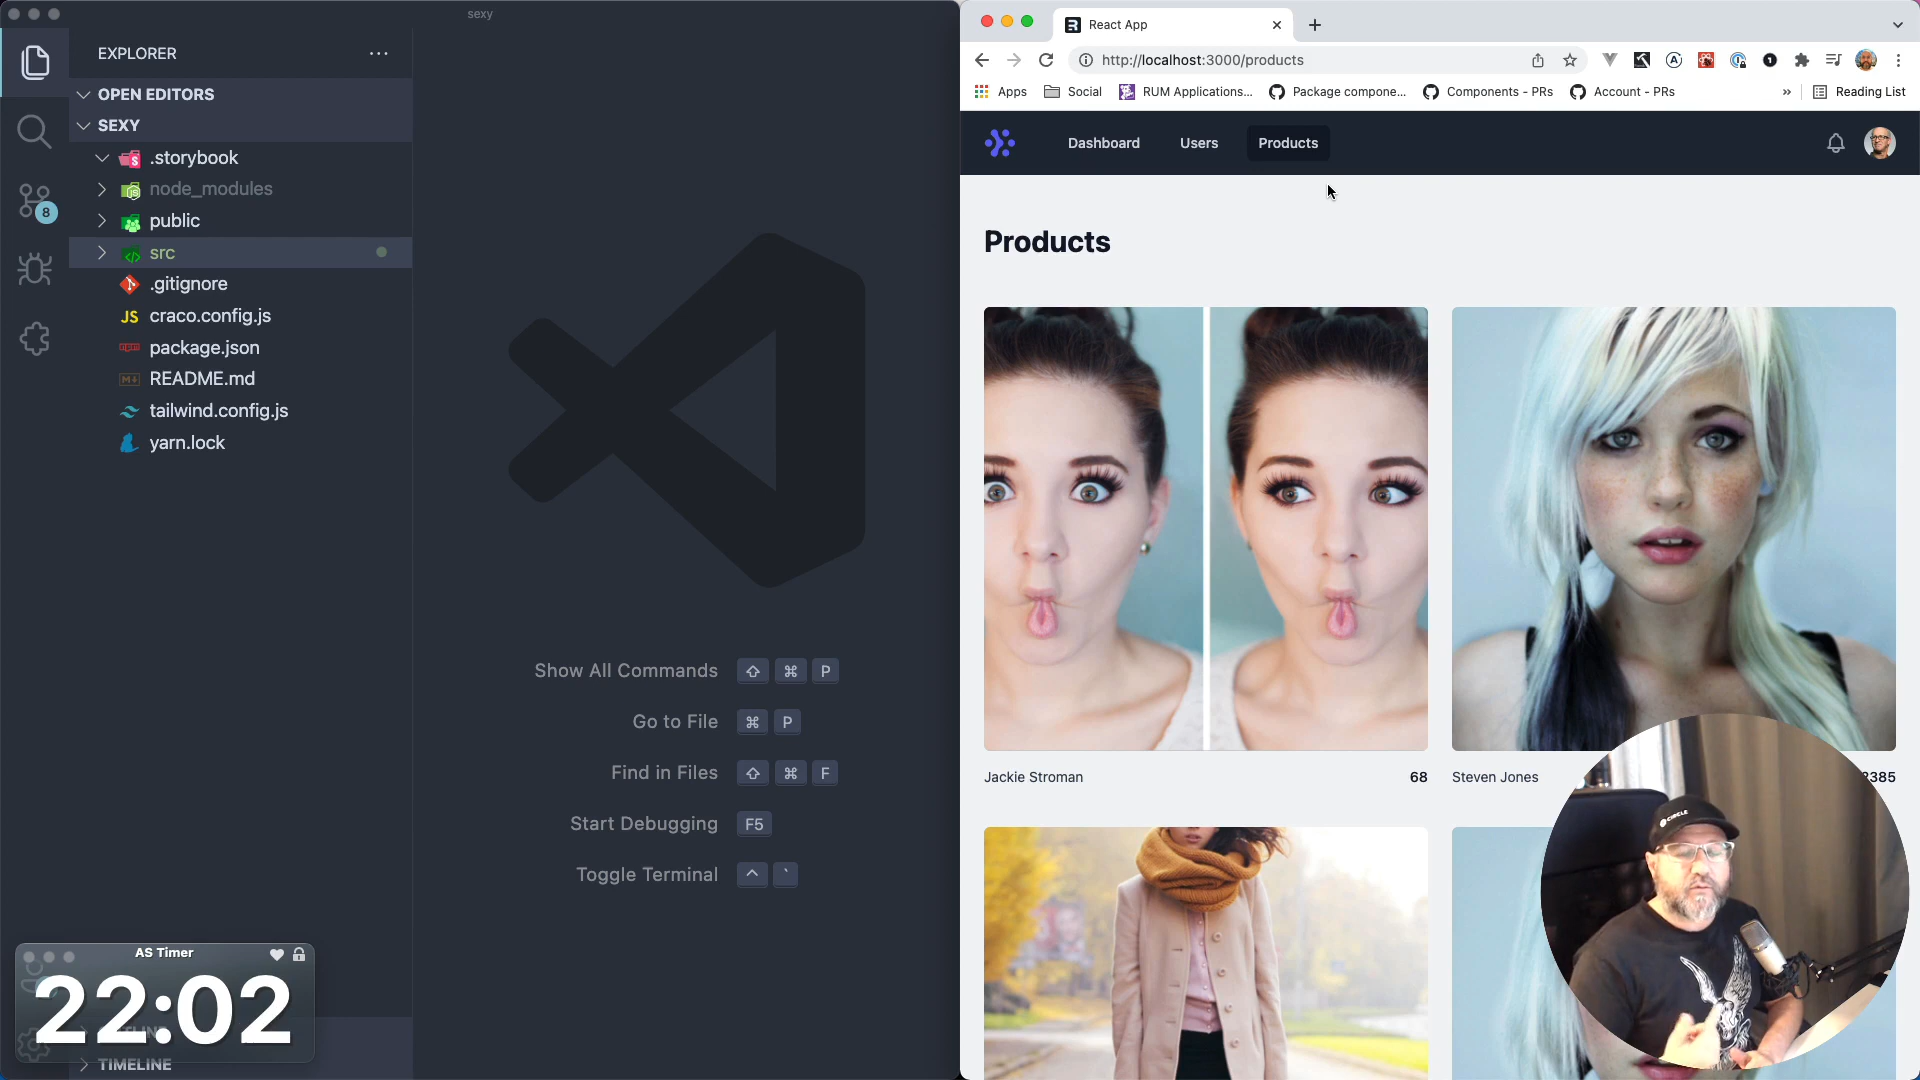 sexy
EXPLORER
OPEN EDITORS
SEXY
.storybook
node_modules
public
src
.gitignore
JS craco.config.js
package.json
README.md
tailwind.config.js
yarn.lock
8
Show All Commands ⇧ ⌘ P
Go to File ⌘ P
Find in Files ⇧ ⌘ F
Start Debugging F5
Toggle Terminal ^ `
AS Timer
22:02
TIMELINE
React App
http://localhost:3000/products
Apps Social RUM Applications... Package compone... Components - PRs Account - PRs » Reading List
Dashboard Users Products
Products
Jackie Stroman 68
Steven Jones 2385
CIRCLE